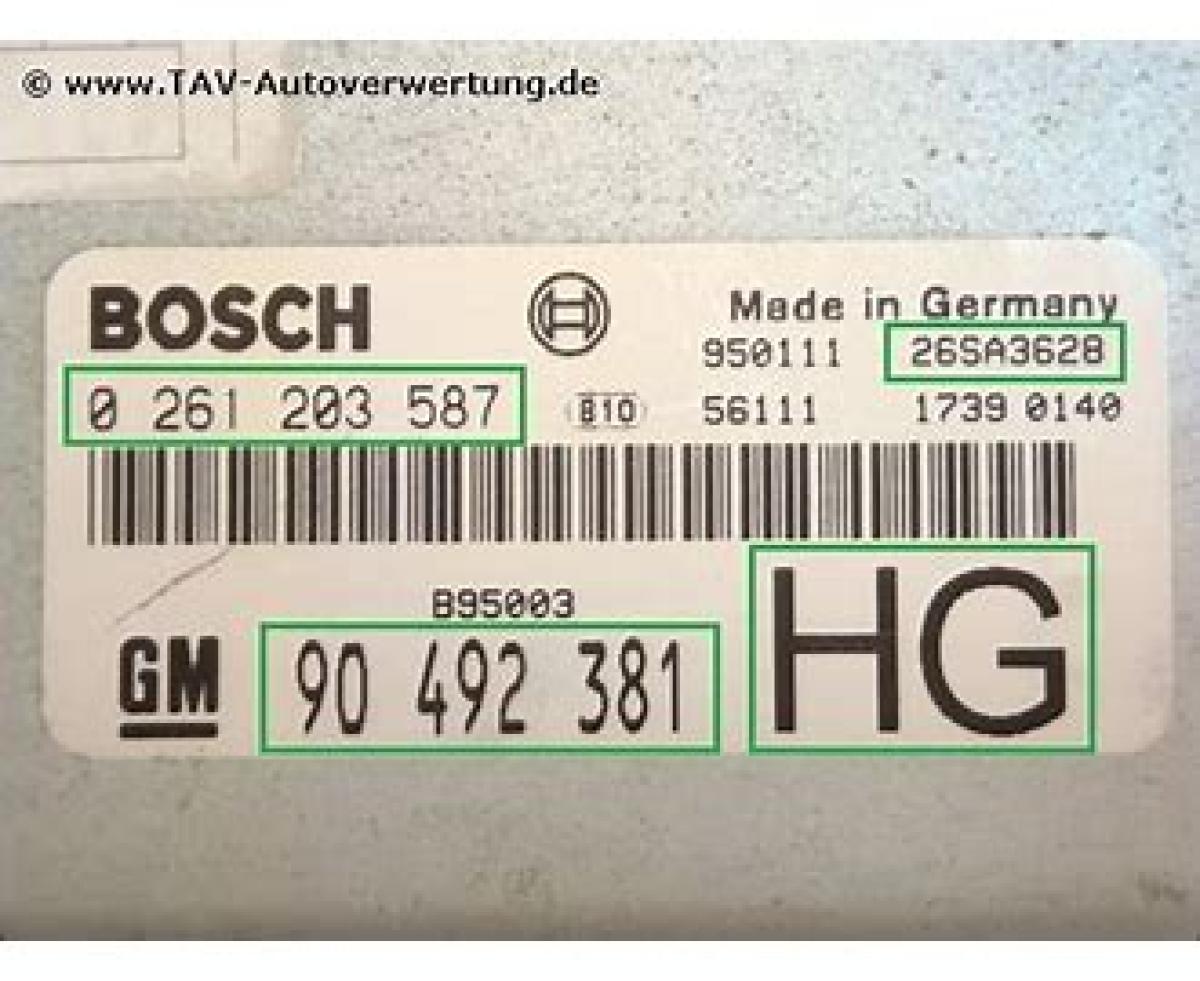 © www.TAV-Autoverwertung.de
BOSCH
Made in Germany
950111 26SA3628
0 261 203 587 B10 56111 1739 0140
B95003
GM 90 492 381 HG